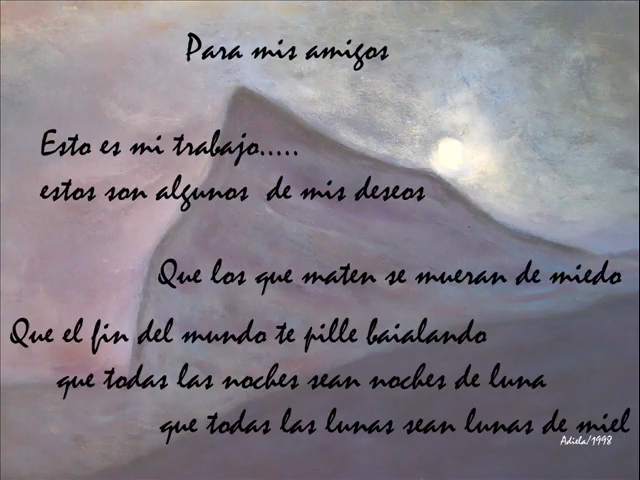 Para mis amigos
Esto es mi trabajo.....
estos son algunos de mis deseos
Que los que maten se mueran de miedo
Que el fin del mundo te pille baialando
que todas las noches sean noches de luna
que todas las lunas sean lunas de miel
Adiela/1998